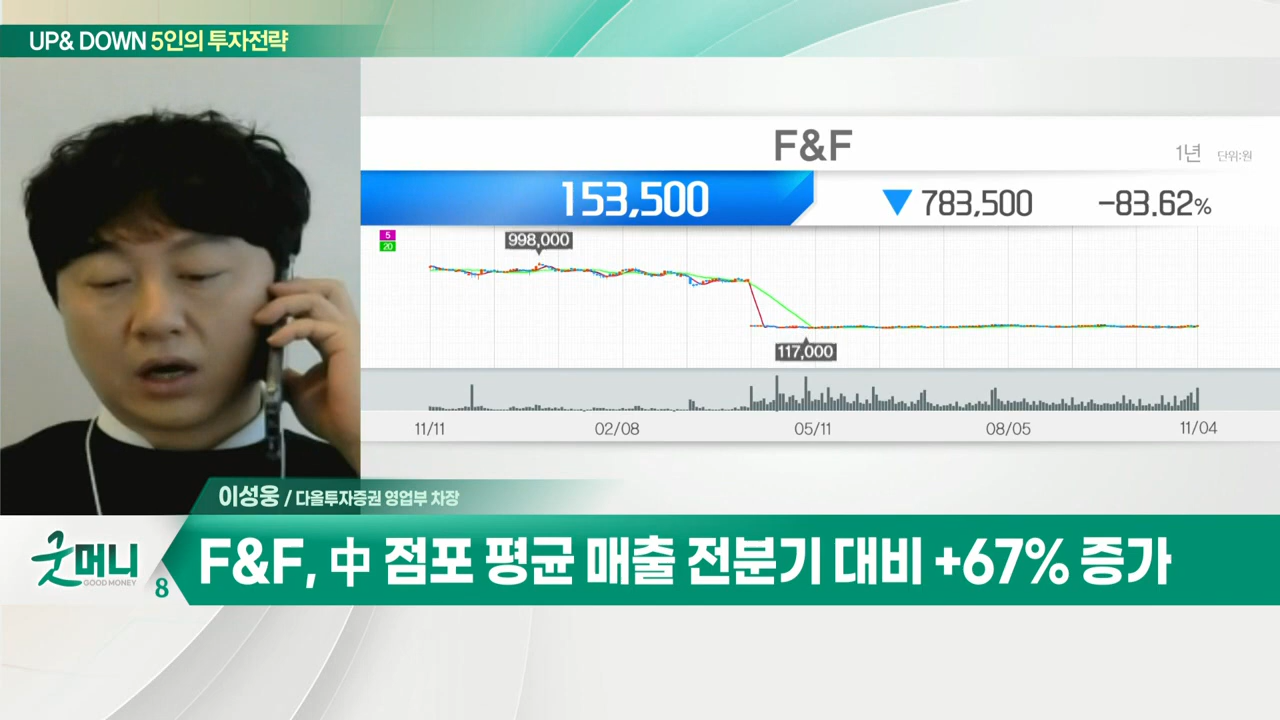 UP& DOWN 5인의 투자전략
F&F
1년 단위:원
153,500
▼ 783,500 -83.62%
5
20
998,000
117,000
11/11 02/08 05/11 08/05 11/04
이성웅 / 다올투자증권 영업부 차장
굿머니
GOOD MONEY
8
F&F, 中 점포 평균 매출 전분기 대비 +67% 증가